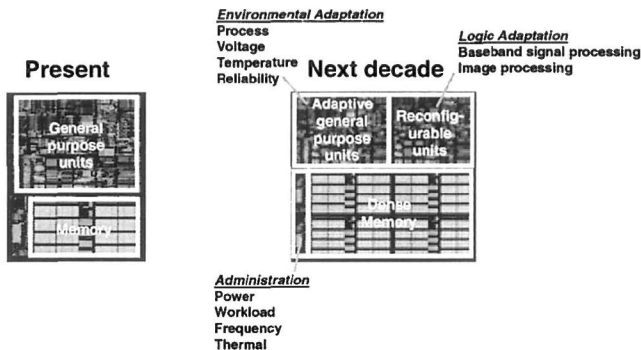 Environmental Adaptation
Process
Voltage
Temperature
Reliability
Logic Adaptation
Baseband signal processing
Image processing
Present
Next decade
General
purpose
units
Memory
Adaptive
general
purpose
units
Reconfig-
urable
units
Dense
Memory
Administration
Power
Workload
Frequency
Thermal